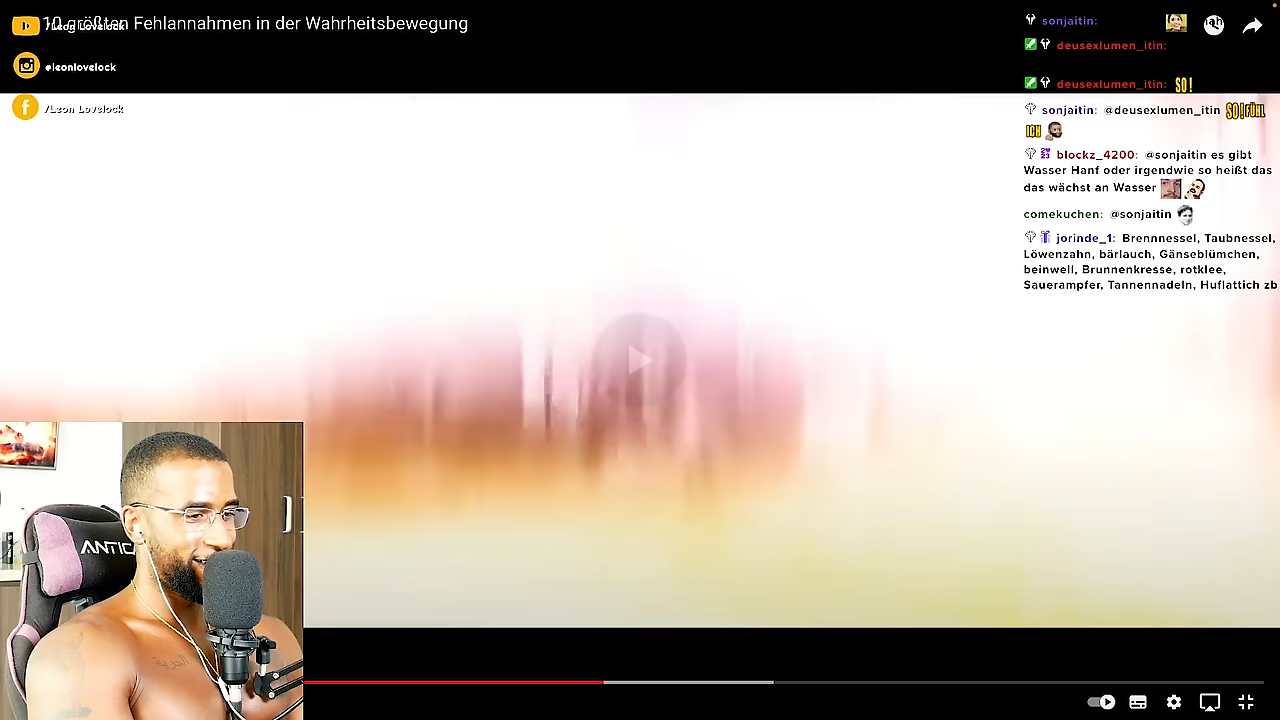 10 größten Fehlannahmen in der Wahrheitsbewegung
/Leon Lovelock
@leonlovelock
/Leon Lovelock
sonjaitin:
deusexlumen_itin:
deusexlumen_itin: SO!
sonjaitin: @deusexlumen_itin SO! FÜHL
ICH
blockz_4200: @sonjaitin es gibt
Wasser Hanf oder irgendwie so heißt das
das wächst an Wasser
comekuchen: @sonjaitin
jorinde_1: Brennnessel, Taubnessel,
Löwenzahn, bärlauch, Gänseblümchen,
beinwell, Brunnenkresse, rotklee,
Sauerampfer, Tannennadeln, Huflattich zb